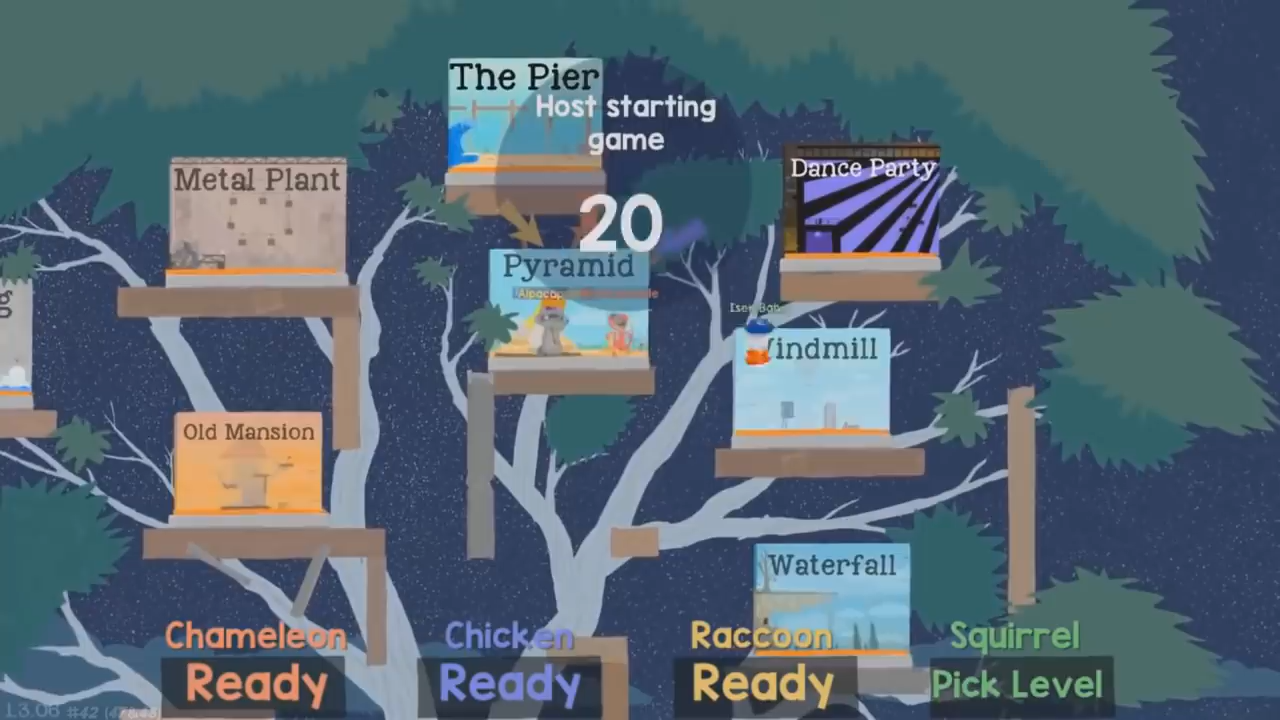 The Pier
Host starting
game
Metal Plant
Dance Party
20
Pyramid
Windmill
Old Mansion
Waterfall
Chameleon
Chicken
Raccoon
Squirrel
Ready
Ready
Ready
Pick Level